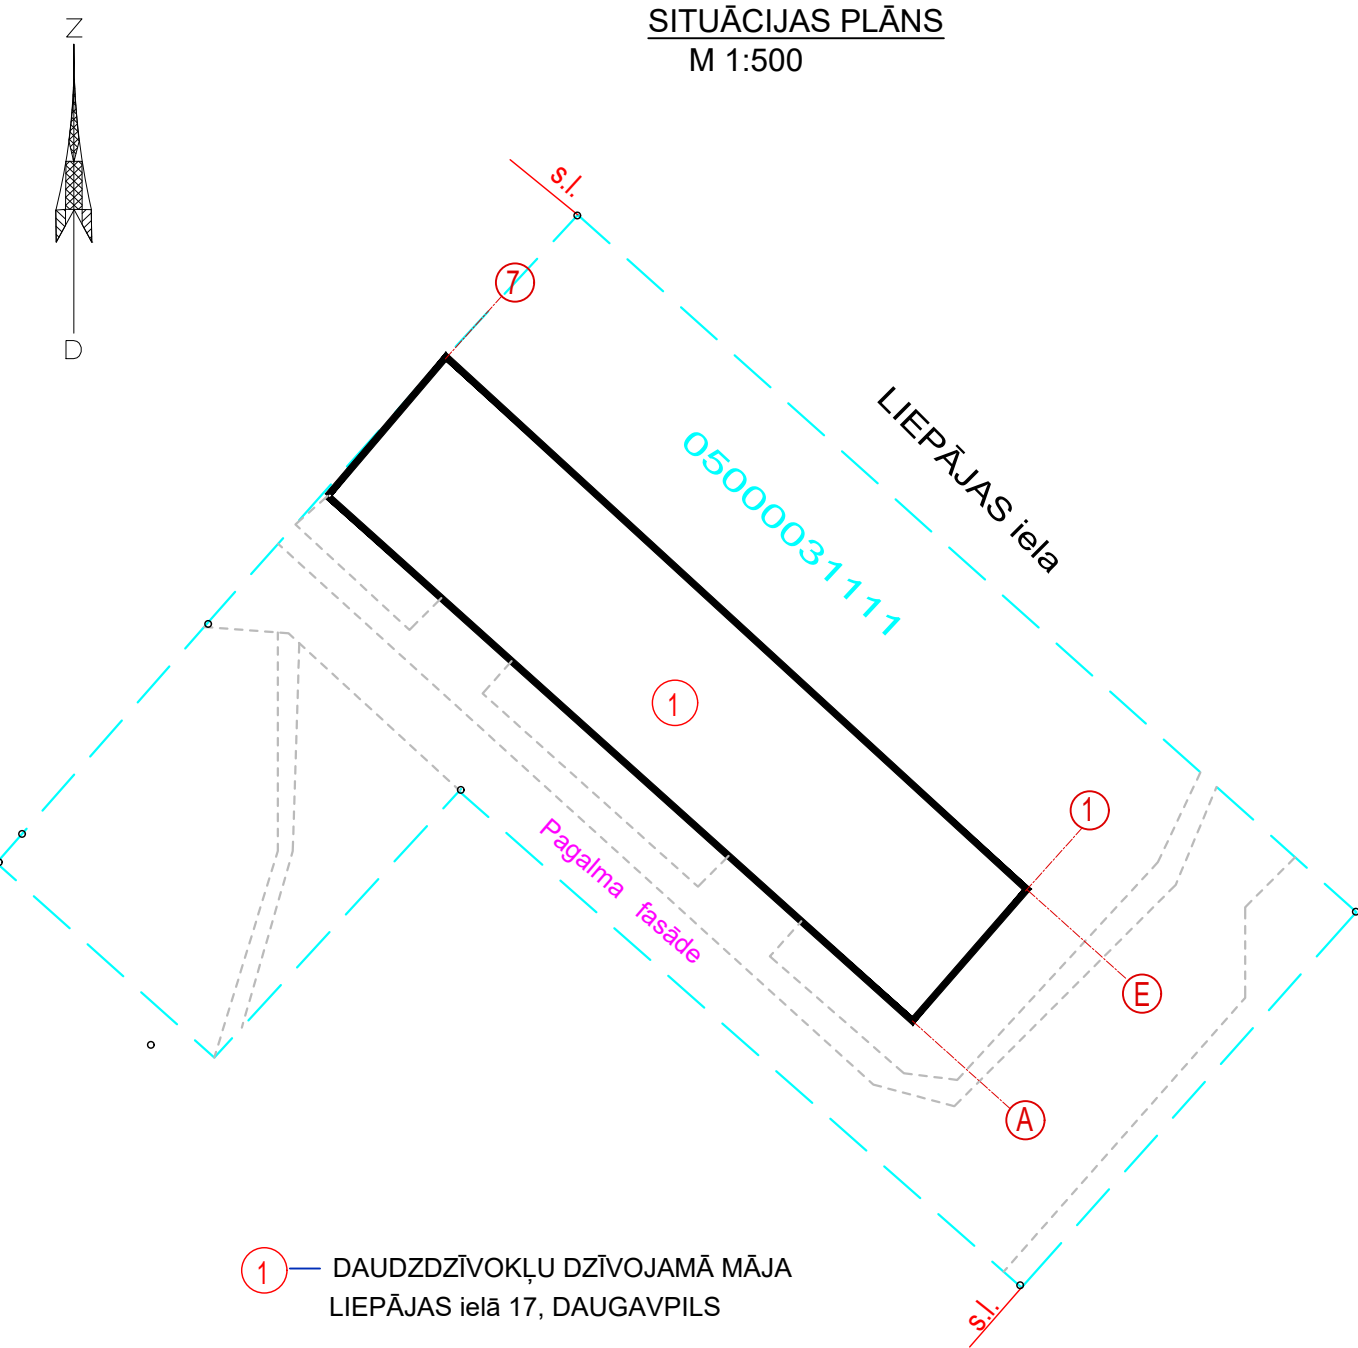 SITUĀCIJAS PLĀNS
M 1:500
Z
D
s.l.
7
LIEPĀJAS iela
05000031111
1
1
E
A
Pagalma fasāde
s.l.
1 DAUDZDZĪVOKĻU DZĪVOJAMĀ MĀJA
LIEPĀJAS ielā 17, DAUGAVPILS